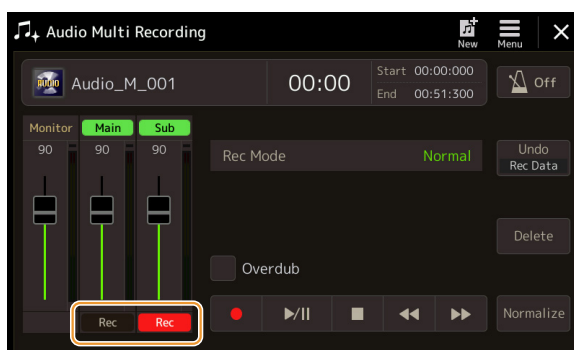 Audio Multi Recording
New
Menu
AUDIO
Audio_M_001
00:00
Start 00:00:000
End 00:51:300
Off
Monitor Main Sub
90 90 90
Rec Mode Normal
Undo
Rec Data
Delete
Overdub
Rec Rec
Normalize